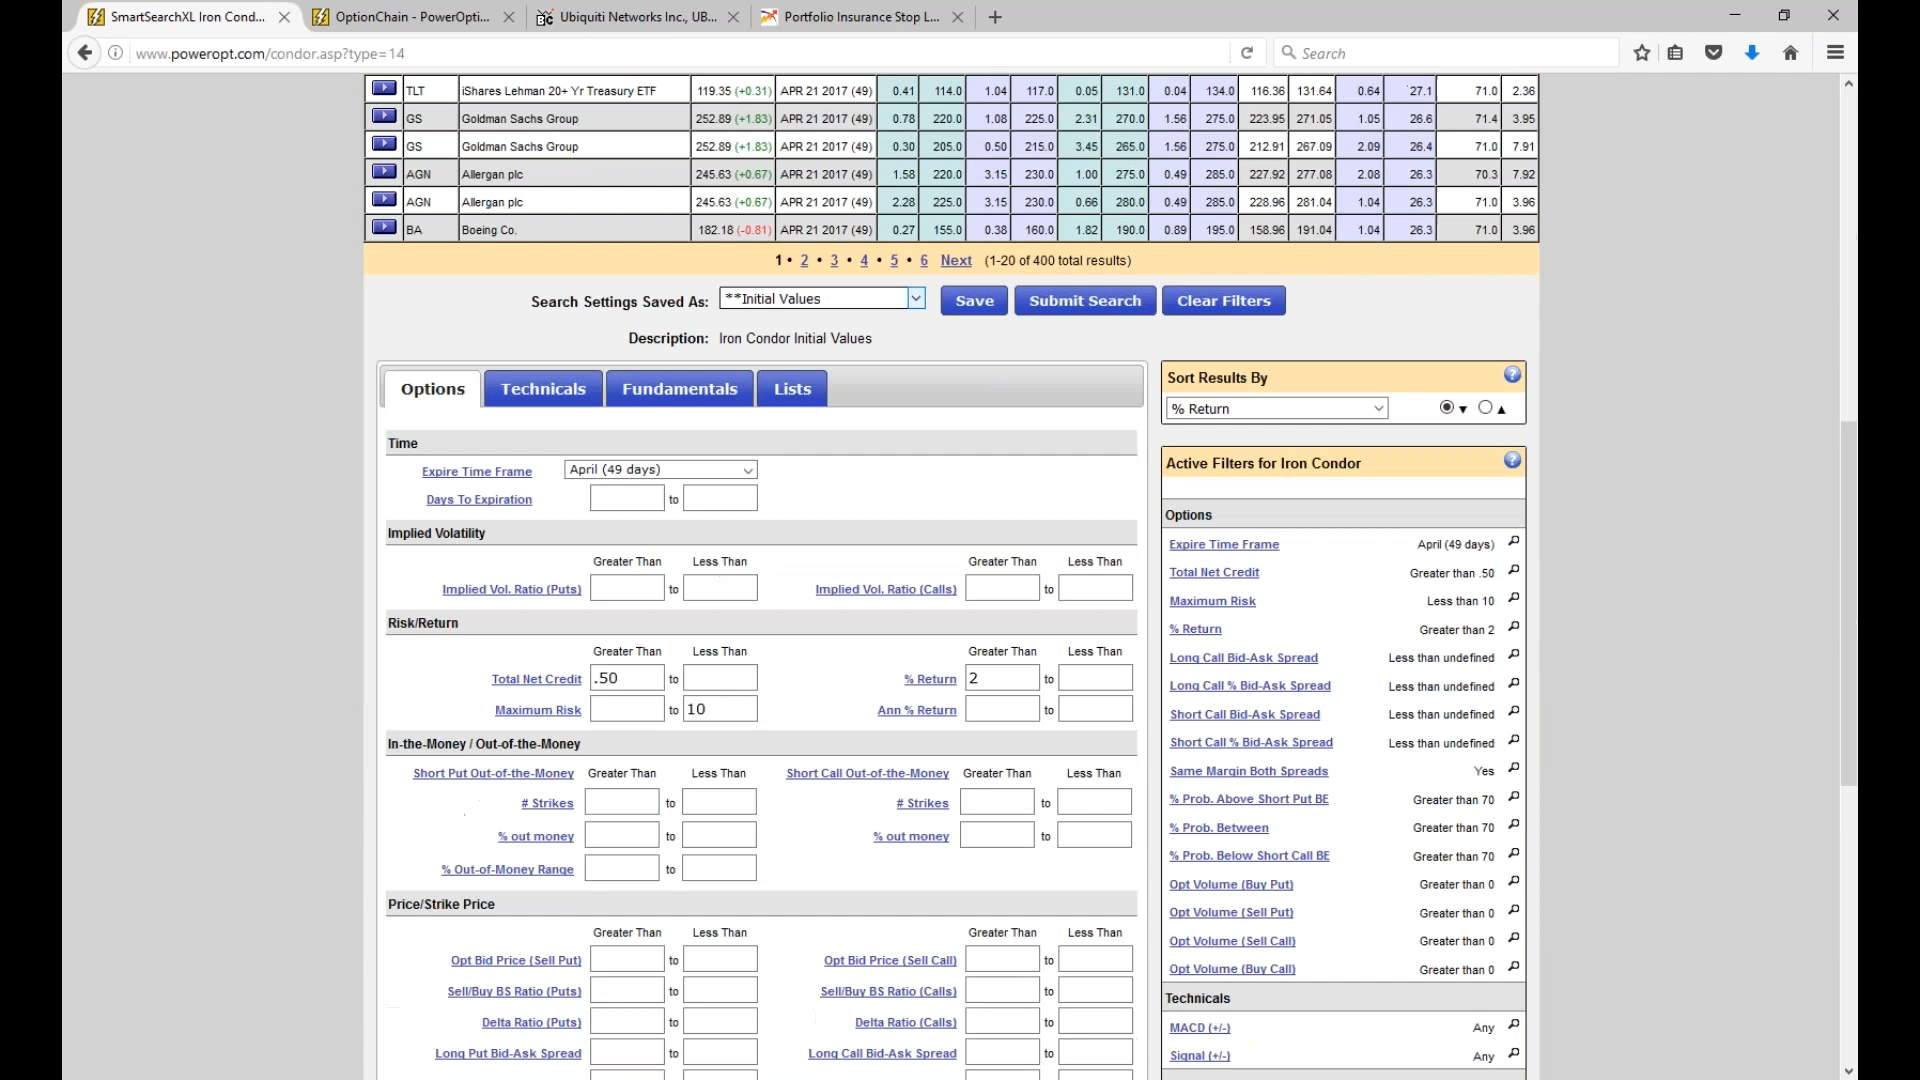 SmartSearchXL Iron Cond... OptionChain - PowerOpti... Ubiquiti Networks Inc., UB... Portfolio Insurance Stop L...
www.poweropt.com/condor.asp?type=14 Search
TLT iShares Lehman 20+ Yr Treasury ETF 119.35 (+0.31) APR 21 2017 (49) 0.41 114.0 1.04 117.0 0.05 131.0 0.04 134.0 116.36 131.64 0.64 27.1 71.0 2.36
GS Goldman Sachs Group 252.89 (+1.83) APR 21 2017 (49) 0.78 220.0 1.08 225.0 2.31 270.0 1.56 275.0 223.95 271.05 1.05 26.6 71.4 3.95
GS Goldman Sachs Group 252.89 (+1.83) APR 21 2017 (49) 0.30 205.0 0.50 215.0 3.45 265.0 1.56 275.0 212.91 267.09 2.09 26.4 71.0 7.91
AGN Allergan plc 245.63 (+0.67) APR 21 2017 (49) 1.58 220.0 3.15 230.0 1.00 275.0 0.49 285.0 227.92 277.08 2.08 26.3 70.3 7.92
AGN Allergan plc 245.63 (+0.67) APR 21 2017 (49) 2.28 225.0 3.15 230.0 0.66 280.0 0.49 285.0 228.96 281.04 1.04 26.3 71.0 3.96
BA Boeing Co. 182.18 (-0.81) APR 21 2017 (49) 0.27 155.0 0.38 160.0 1.82 190.0 0.89 195.0 158.96 191.04 1.04 26.3 71.0 3.96
1 • 2 • 3 • 4 • 5 • 6 Next (1-20 of 400 total results)
Search Settings Saved As: **Initial Values Save Submit Search Clear Filters
Description: Iron Condor Initial Values
Options Technicals Fundamentals Lists
Time
Expire Time Frame April (49 days)
Days To Expiration to
Implied Volatility
Greater Than Less Than Greater Than Less Than
Implied Vol. Ratio (Puts) to Implied Vol. Ratio (Calls) to
Risk/Return
Greater Than Less Than Greater Than Less Than
Total Net Credit .50 to % Return 2 to
Maximum Risk to 10 Ann % Return to
In-the-Money / Out-of-the-Money
Short Put Out-of-the-Money Greater Than Less Than Short Call Out-of-the-Money Greater Than Less Than
# Strikes to # Strikes to
% out money to % out money to
% Out-of-Money Range to
Price/Strike Price
Greater Than Less Than Greater Than Less Than
Opt Bid Price (Sell Put) to Opt Bid Price (Sell Call) to
Sell/Buy BS Ratio (Puts) to Sell/Buy BS Ratio (Calls) to
Delta Ratio (Puts) to Delta Ratio (Calls) to
Long Put Bid-Ask Spread to Long Call Bid-Ask Spread to
Sort Results By
% Return
Active Filters for Iron Condor
Options
Expire Time Frame April (49 days)
Total Net Credit Greater than .50
Maximum Risk Less than 10
% Return Greater than 2
Long Call Bid-Ask Spread Less than undefined
Long Call % Bid-Ask Spread Less than undefined
Short Call Bid-Ask Spread Less than undefined
Short Call % Bid-Ask Spread Less than undefined
Same Margin Both Spreads Yes
% Prob. Above Short Put BE Greater than 70
% Prob. Between Greater than 70
% Prob. Below Short Call BE Greater than 70
Opt Volume (Buy Put) Greater than 0
Opt Volume (Sell Put) Greater than 0
Opt Volume (Sell Call) Greater than 0
Opt Volume (Buy Call) Greater than 0
Technicals
MACD (+/-) Any
Signal (+/-) Any